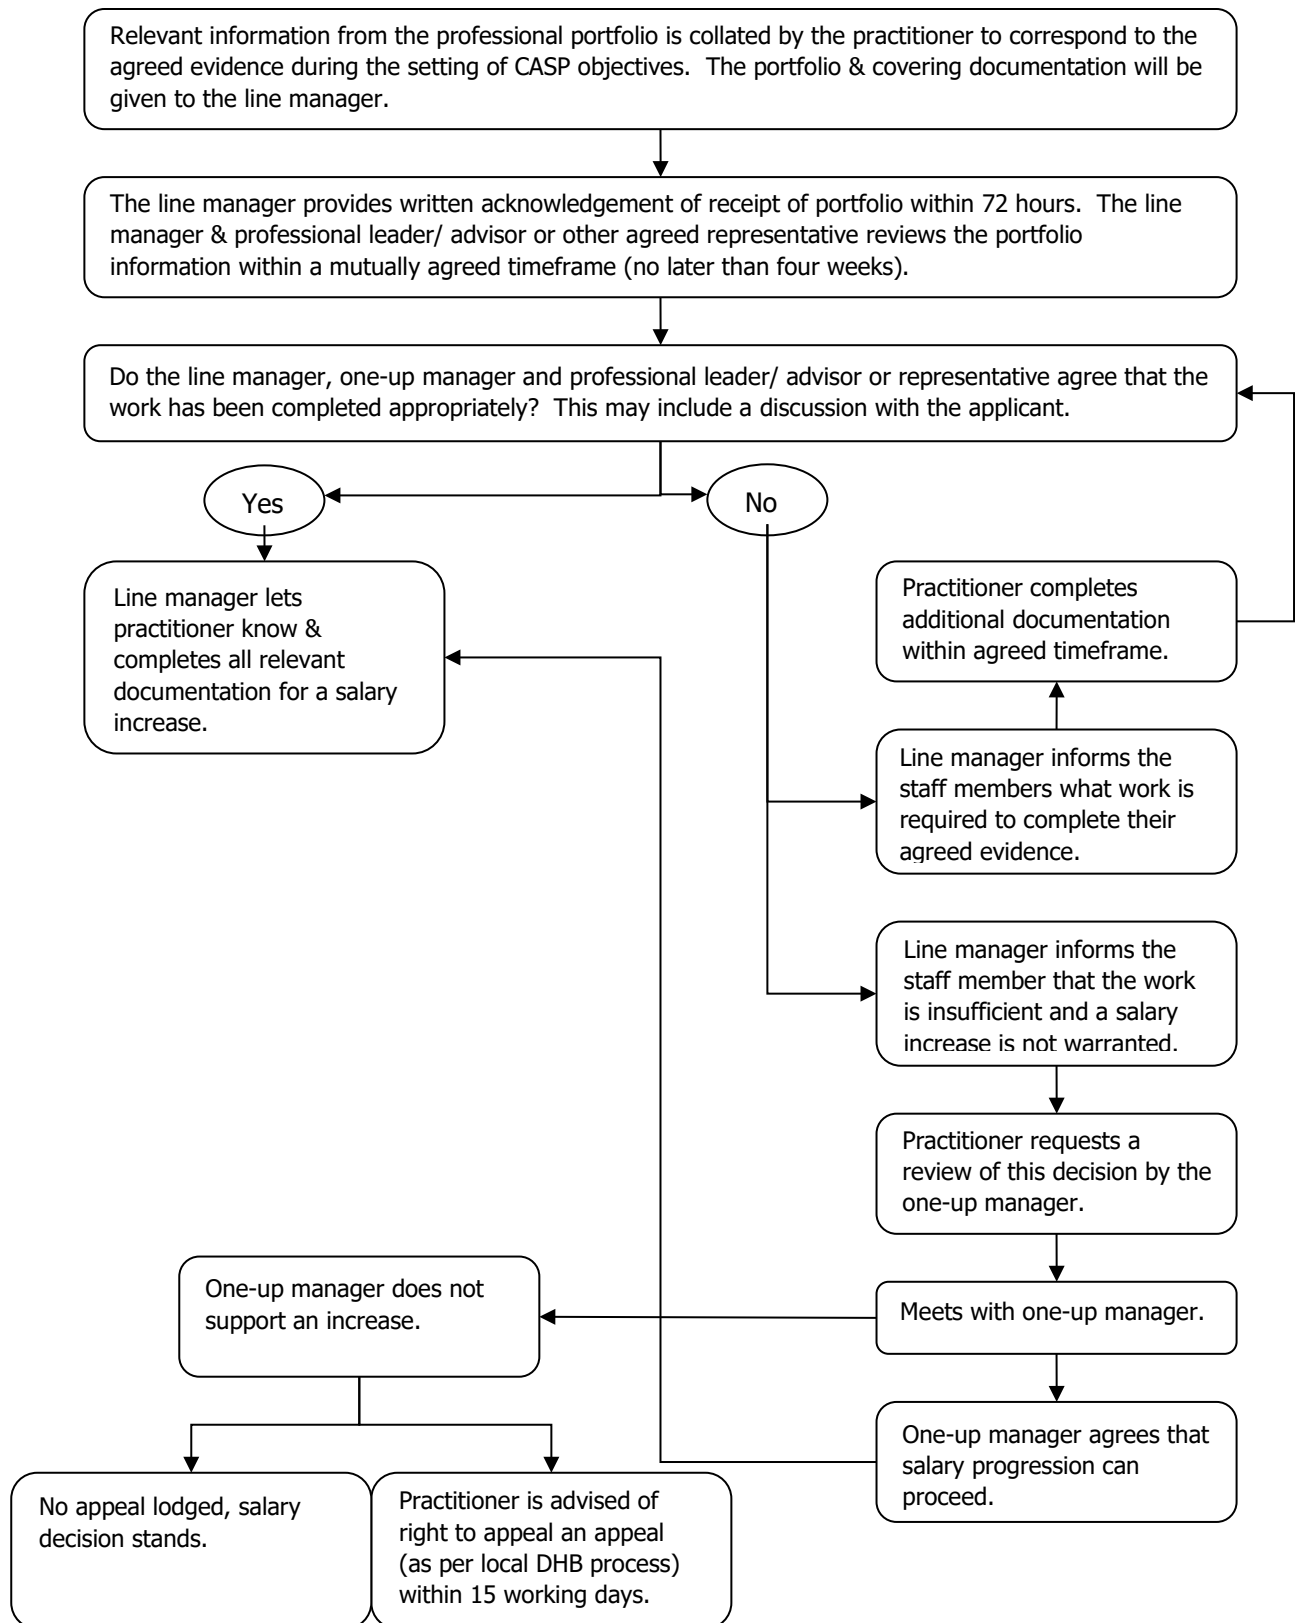 Relevant information from the professional portfolio is collated by the practitioner to correspond to the
agreed evidence during the setting of CASP objectives.  The portfolio & covering documentation will be
given to the line manager.
The line manager provides written acknowledgement of receipt of portfolio within 72 hours.  The line
manager & professional leader/ advisor or other agreed representative reviews the portfolio
information within a mutually agreed timeframe (no later than four weeks).
Do the line manager, one-up manager and professional leader/ advisor or representative agree that the
work has been completed appropriately?  This may include a discussion with the applicant.
Yes
No
Line manager lets
practitioner know &
completes all relevant
documentation for a salary
increase.
Practitioner completes
additional documentation
within agreed timeframe.
Line manager informs the
staff members what work is
required to complete their
agreed evidence.
Line manager informs the
staff member that the work
is insufficient and a salary
increase is not warranted.
Practitioner requests a
review of this decision by the
one-up manager.
Meets with one-up manager.
One-up manager does not
support an increase.
One-up manager agrees that
salary progression can
proceed.
No appeal lodged, salary
decision stands.
Practitioner is advised of
right to appeal an appeal
(as per local DHB process)
within 15 working days.